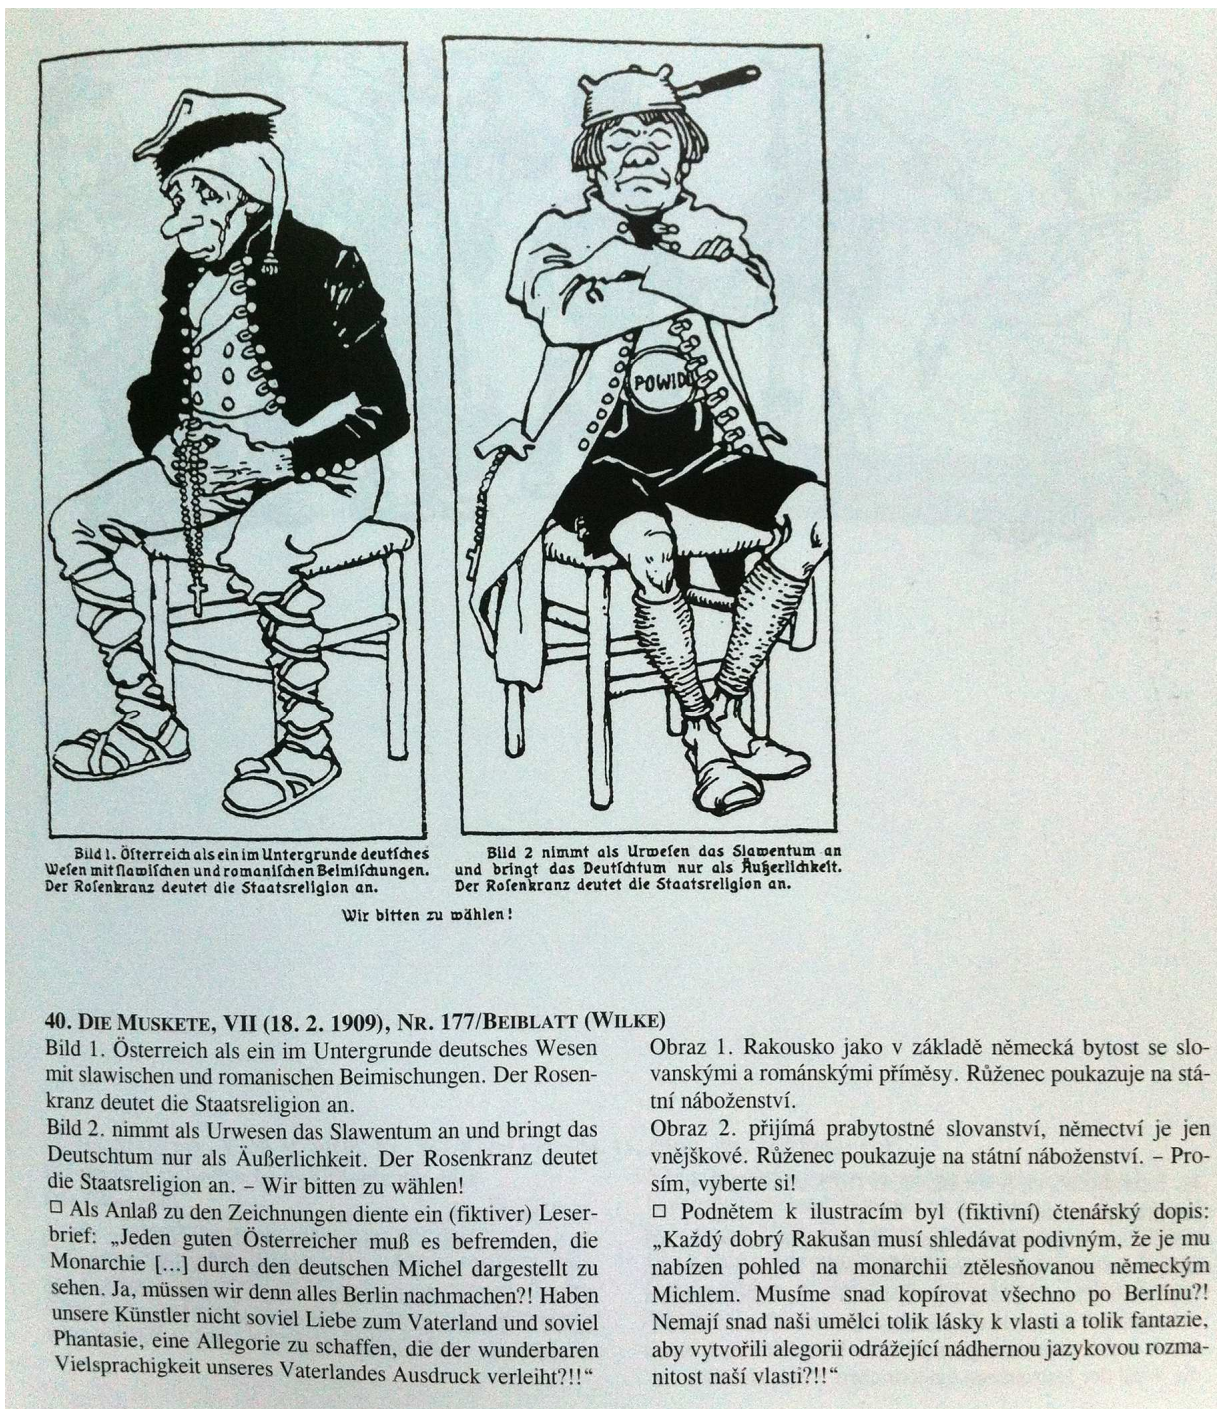 POWIDL
Bild 1. Österreich als ein im Untergrunde deutsches
Wesen mit slawischen und romanischen Beimischungen.
Der Rosenkranz deutet die Staatsreligion an.
Bild 2 nimmt als Urwesen das Slawentum an
und bringt das Deutschtum nur als Äußerlichkeit.
Der Rosenkranz deutet die Staatsreligion an.
Wir bitten zu wählen!
40. DIE MUSKETE, VII (18. 2. 1909), NR. 177/BEIBLATT (WILKE)
Bild 1. Österreich als ein im Untergrunde deutsches Wesen
mit slawischen und romanischen Beimischungen. Der Rosen-
kranz deutet die Staatsreligion an.
Bild 2. nimmt als Urwesen das Slawentum an und bringt das
Deutschtum nur als Äußerlichkeit. Der Rosenkranz deutet
die Staatsreligion an. – Wir bitten zu wählen!
□ Als Anlaß zu den Zeichnungen diente ein (fiktiver) Leser-
brief: „Jeden guten Österreicher muß es befremden, die
Monarchie [...] durch den deutschen Michel dargestellt zu
sehen. Ja, müssen wir denn alles Berlin nachmachen?! Haben
unsere Künstler nicht soviel Liebe zum Vaterland und soviel
Phantasie, eine Allegorie zu schaffen, die der wunderbaren
Vielsprachigkeit unseres Vaterlandes Ausdruck verleiht?!!“
Obraz 1. Rakousko jako v základě německá bytost se slo-
vanskými a románskými příměsy. Růženec poukazuje na stá-
tní náboženství.
Obraz 2. přijímá prabytostné slovanství, němectví je jen
vnějškové. Růženec poukazuje na státní náboženství. – Pro-
sím, vyberte si!
□ Podnětem k ilustracím byl (fiktivní) čtenářský dopis:
„Každý dobrý Rakušan musí shledávat podivným, že je mu
nabízen pohled na monarchii ztělesňovanou německým
Michlem. Musíme snad kopírovat všechno po Berlínu?!
Nemají snad naši umělci tolik lásky k vlasti a tolik fantazie,
aby vytvořili alegorii odrážející nádhernou jazykovou rozma-
nitost naší vlasti?!!“